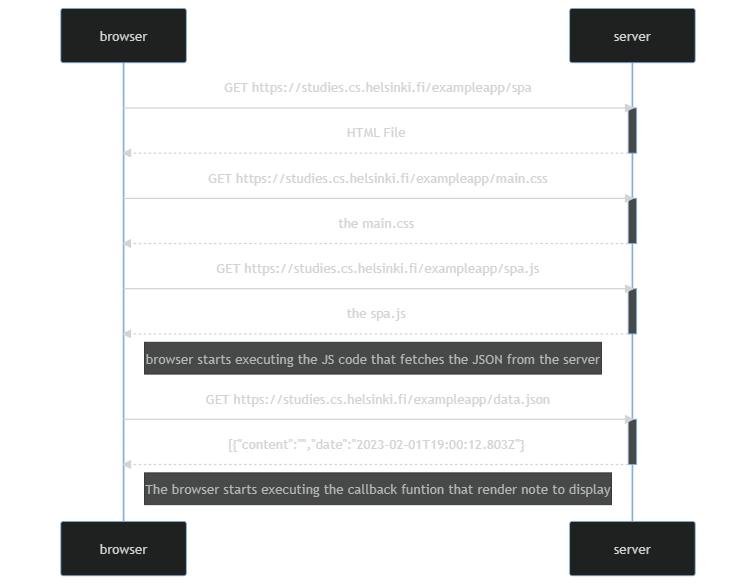 browser server
GET https://studies.cs.helsinki.fi/exampleapp/spa
HTML File
GET https://studies.cs.helsinki.fi/exampleapp/main.css
the main.css
GET https://studies.cs.helsinki.fi/exampleapp/spa.js
the spa.js
browser starts executing the JS code that fetches the JSON from the server
GET https://studies.cs.helsinki.fi/exampleapp/data.json
[{"content":"","date":"2023-02-01T19:00:12.803Z"}
The browser starts executing the callback funtion that render note to display
browser server